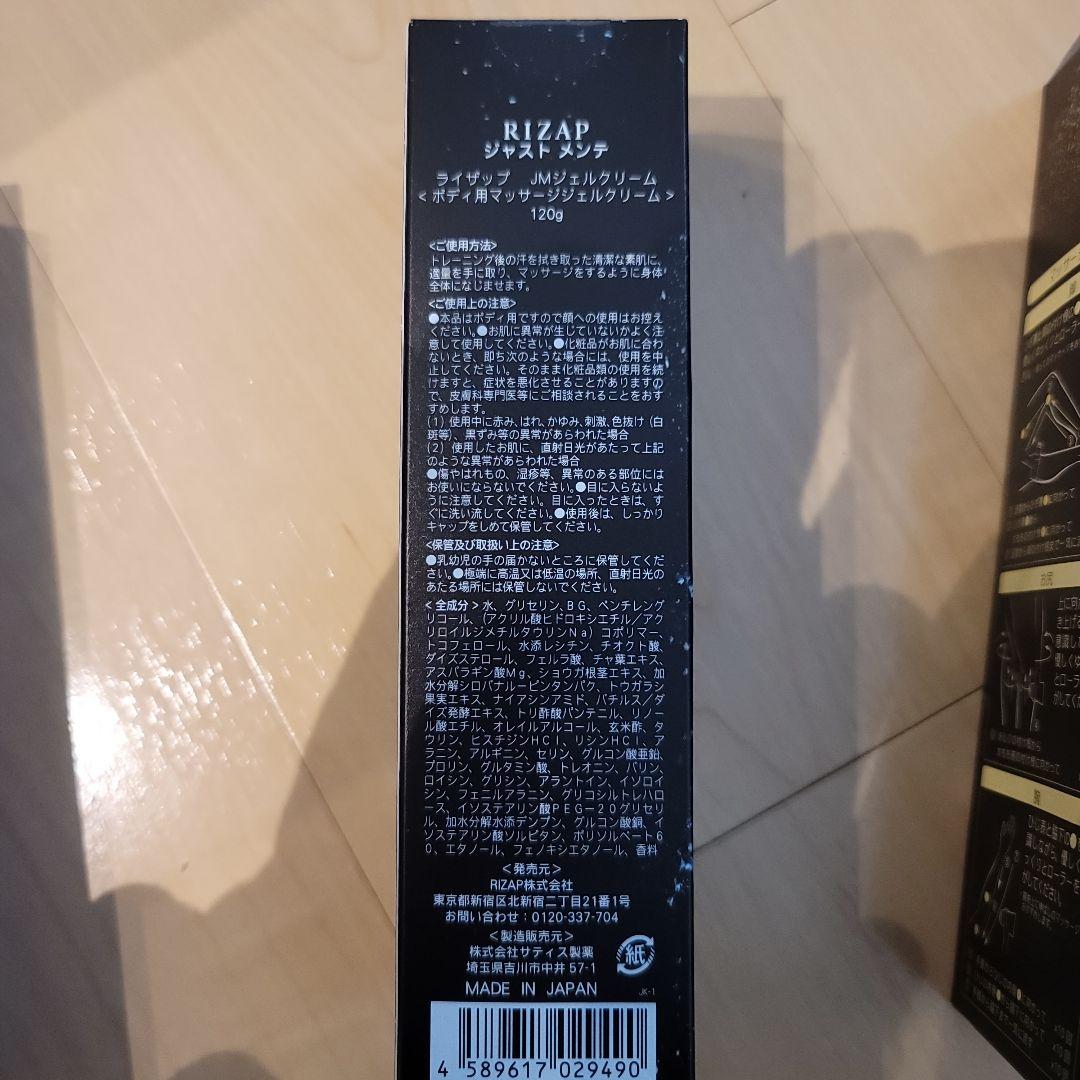 RIZAP
ジャスト メンテ
ライザップ JMジェルクリーム
< ボディ用マッサージジェルクリーム >
120g
<ご使用方法>
トレーニング後の汗を拭き取った清潔な素肌に、
適量を手に取り、マッサージをするように身体
全体になじませます。
<ご使用上の注意>
●本品はボディ用ですので顔への使用はお控え
ください。●お肌に異常が生じていないかよく注
意して使用してください。●化粧品がお肌に合わ
ないとき、即ち次のような場合には、使用を中
止してください。そのまま化粧品類の使用を続
けますと、症状を悪化させることがありますの
で、皮膚科専門医等にご相談されることをおす
すめします。
(1) 使用中に赤み、はれ、かゆみ、刺激、色抜け(白
斑等)、黒ずみ等の異常があらわれた場合
(2) 使用したお肌に、直射日光があたって上記
のような異常があらわれた場合
●傷やはれもの、湿疹等、異常のある部位には
お使いにならないでください。●目に入らないよ
うに注意してください。目に入ったときは、す
ぐに洗い流してください。●使用後は、しっかり
キャップをしめて保管してください。
<保管及び取扱い上の注意>
●乳幼児の手の届かないところに保管してくだ
さい。●極端に高温又は低温の場所、直射日光の
あたる場所には保管しないでください。
<全成分>水、グリセリン、BG、ペンチレング
リコール、(アクリル酸ヒドロキシエチル/アク
リロイルジメチルタウリンNa)コポリマー、
トコフェロール、水添レシチン、チオクト酸、
ダイズステロール、フェルラ酸、チャ葉エキス、
アスパラギン酸Mg、ショウガ根茎エキス、加
水分解シロバナルーピンタンパク、トウガラシ
果実エキス、ナイアシンアミド、バチルス/ダ
イズ発酵エキス、トリ酢酸パンテニル、リノー
ル酸エチル、オレイルアルコール、玄米酢、タ
ウリン、ヒスチジンHCl、リシンHCl、ア
ラニン、アルギニン、セリン、グルコン酸亜鉛、
プロリン、グルタミン酸、トレオニン、バリン、
ロイシン、グリシン、アラントイン、イソロイ
シン、フェニルアラニン、グリコシルトレハロ
ース、イソステアリン酸PEG-20グリセリ
ル、加水分解水添デンプン、グルコン酸銅、イ
ソステアリン酸ソルビタン、ポリソルベート6
0、エタノール、フェノキシエタノール、香料
<発売元>
RIZAP株式会社
東京都新宿区北新宿二丁目21番1号
お問い合わせ:0120-337-704
<製造販売元>
株式会社サティス製薬
埼玉県吉川市中井57-1
紙
MADE IN JAPAN
JK-1
4 589617 029490
お尻
上に向か
き上げる
意識し
優しくゆ
とローラー
がしてくだ
腕
x10回
x10回